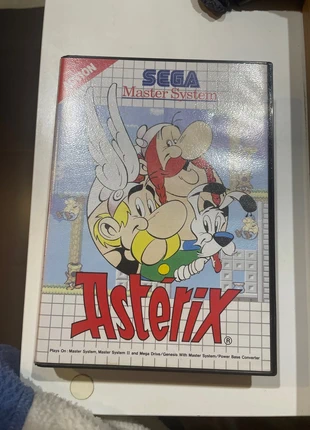 SEGA
Master System
Asterix®
Plays On: Master System, Master System II and Mega Drive/Genesis With Master System/Power Base Converter